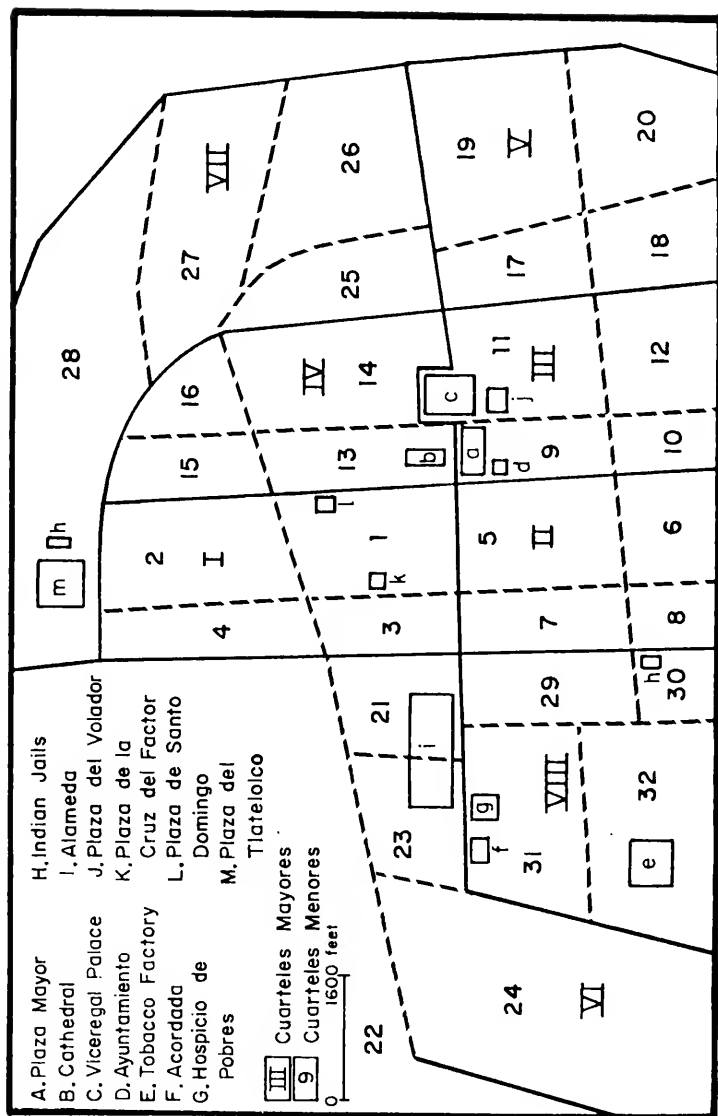 A. Plaza Mayor
B. Cathedral
C. Viceregal Palace
D. Ayuntamiento
E. Tobacco Factory
F. Acordada
G. Hospicio de
Pobres
H. Indian Jails
I. Alameda
J. Plaza del Volador
K. Plaza de la
Cruz del Factor
L. Plaza de Santo
Domingo
M. Plaza del
Tlatelolco
III Cuarteles Mayores
9 Cuarteles Menores
0 1600 feet
28
m
h
27
VII
16
15
2
I
4
26
25
IV
14
13
b
l
1
k
3
21
i
23
22
c
19
V
17
11
III
j
a
d
9
5
II
7
29
g
f
31
VIII
24
VI
20
18
12
10
6
8
h
30
32
e